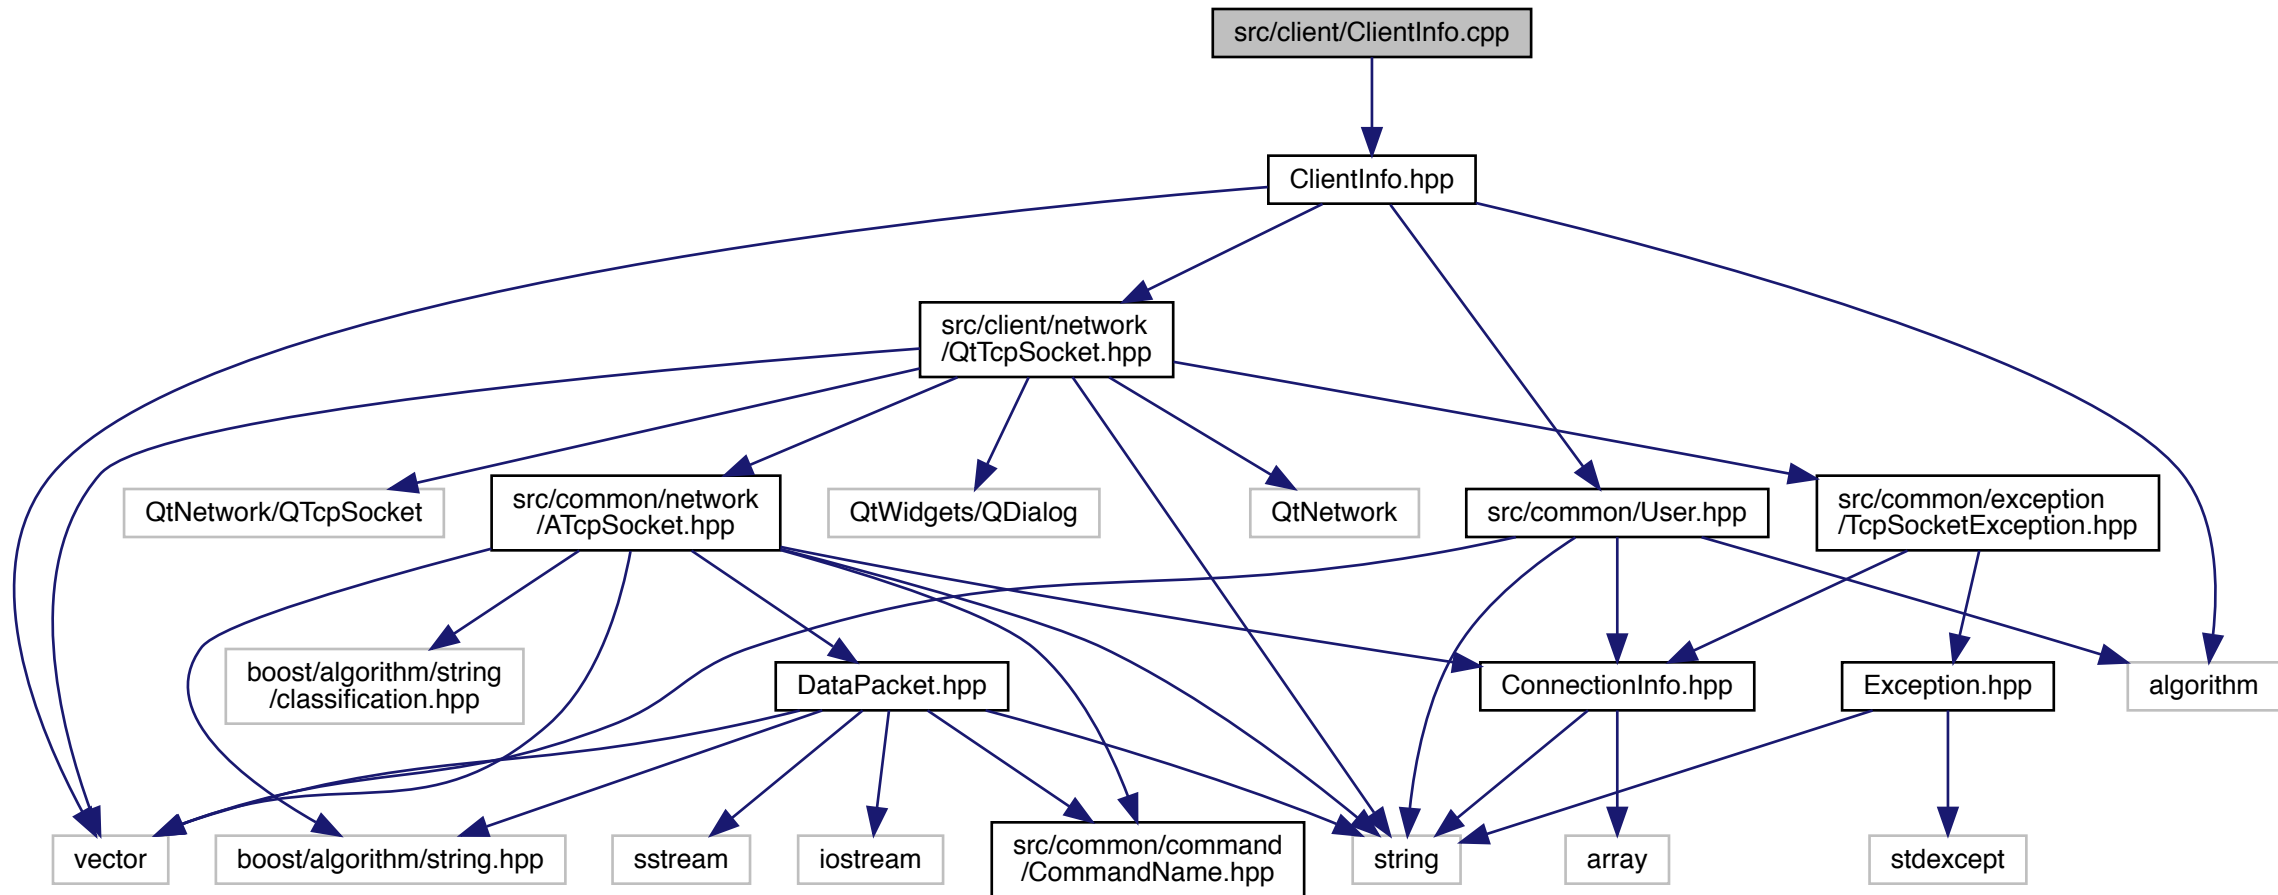 src/client/ClientInfo.cpp
ClientInfo.hpp
src/client/network
/QtTcpSocket.hpp
QtNetwork/QTcpSocket
src/common/network
/ATcpSocket.hpp
QtWidgets/QDialog
QtNetwork
src/common/User.hpp
src/common/exception
/TcpSocketException.hpp
boost/algorithm/string
/classification.hpp
DataPacket.hpp
ConnectionInfo.hpp
Exception.hpp
algorithm
vector
boost/algorithm/string.hpp
sstream
iostream
src/common/command
/CommandName.hpp
string
array
stdexcept